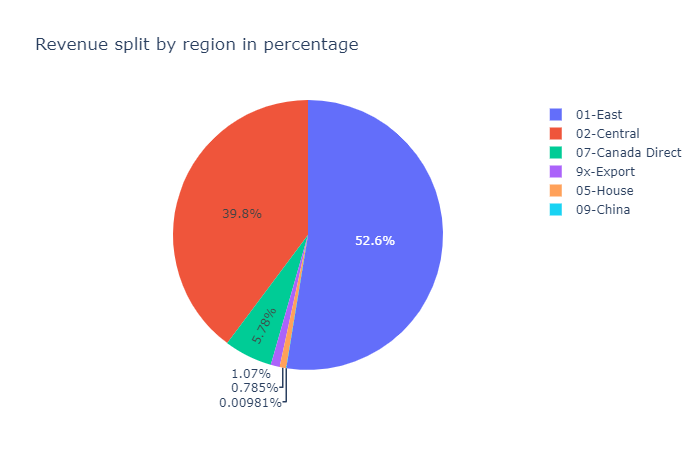 Revenue split by region in percentage
01-East
02-Central
07-Canada Direct
9x-Export
05-House
09-China
39.8%
52.6%
5.78%
1.07%
0.785%
0.00981%